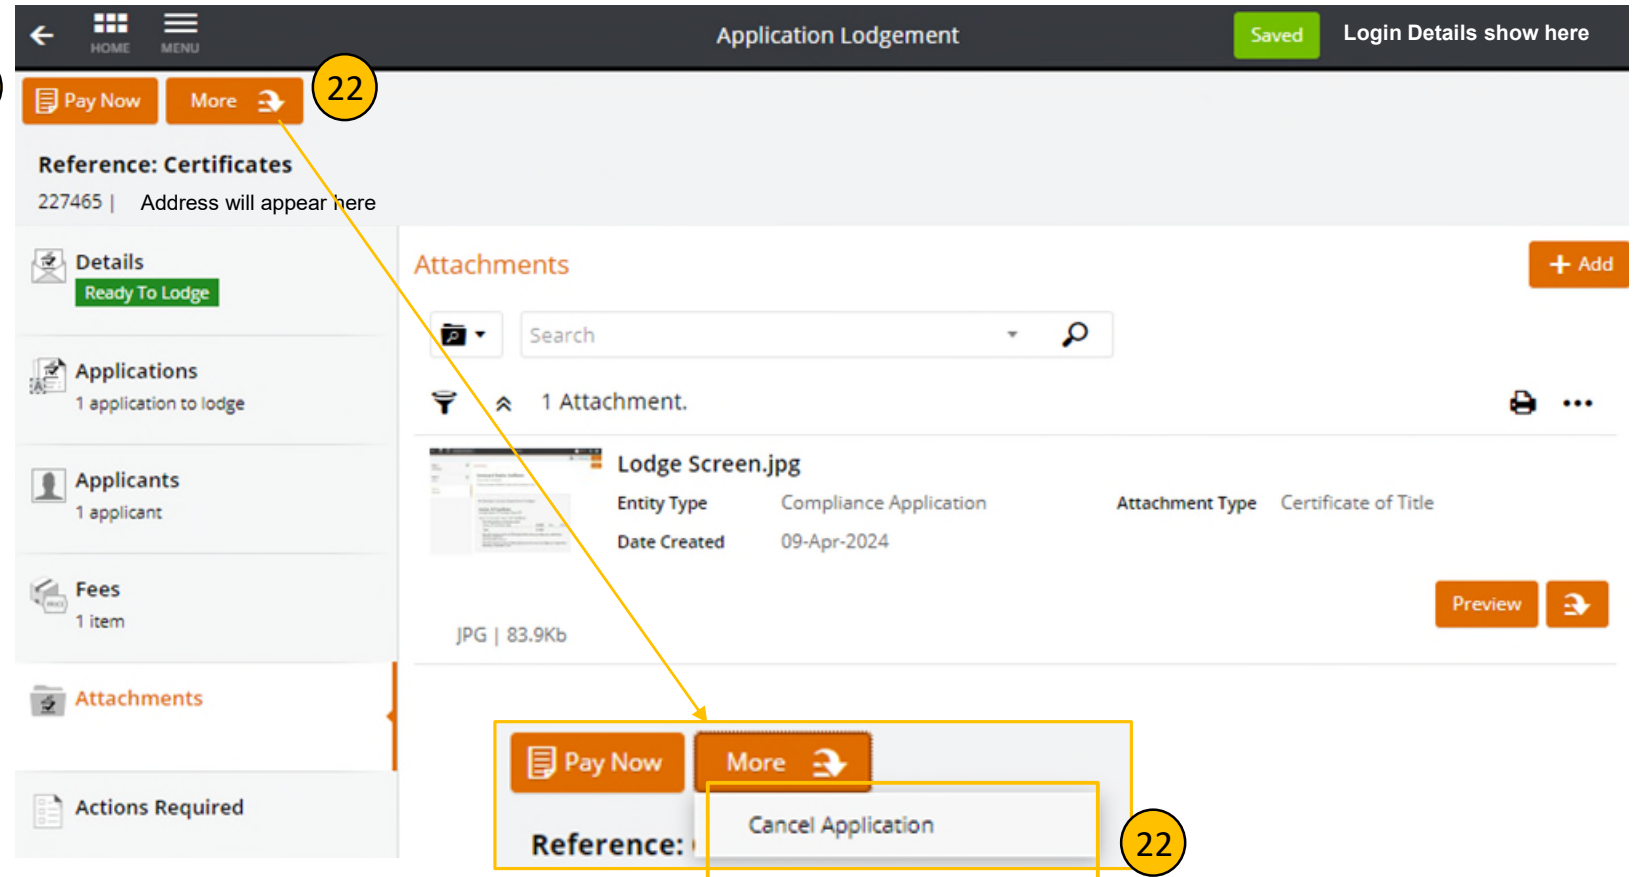 HOME
MENU
Application Lodgement
Saved
Login Details show here
Pay Now
More
22
Reference: Certificates
227465 | Address will appear here
Details
Ready To Lodge
Applications
1 application to lodge
Applicants
1 applicant
Fees
1 item
Attachments
Actions Required
Attachments
+ Add
Search
1 Attachment.
Lodge Screen.jpg
Entity Type Compliance Application Attachment Type Certificate of Title
Date Created 09-Apr-2024
Preview
JPG | 83.9Kb
Pay Now
More
Cancel Application
Reference:
22